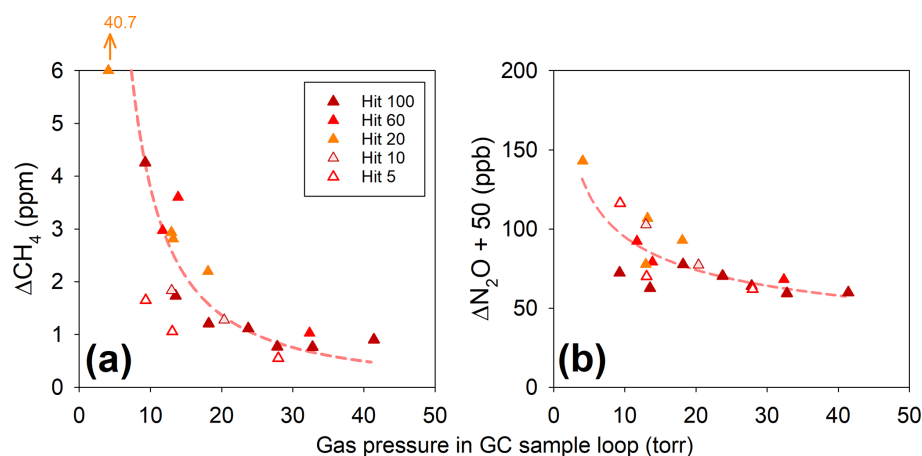 40.7
6
5
4
3
2
1
0
ΔCH₄ (ppm)
Hit 100
Hit 60
Hit 20
Hit 10
Hit 5
(a)
0 10 20 30 40 50
200
150
100
50
0
ΔN₂O + 50 (ppb)
(b)
0 10 20 30 40 50
Gas pressure in GC sample loop (torr)